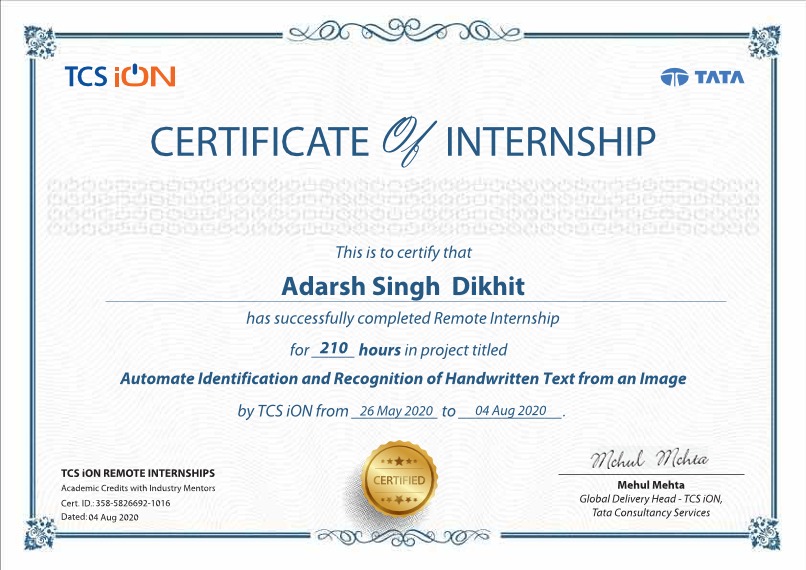 TCS iON
TATA
CERTIFICATE Of INTERNSHIP
This is to certify that
Adarsh Singh Dikhit
has successfully completed Remote Internship
for 210 hours in project titled
Automate Identification and Recognition of Handwritten Text from an Image
by TCS iON from 26 May 2020 to 04 Aug 2020.
TCS iON REMOTE INTERNSHIPS
Academic Credits with Industry Mentors
Cert. ID.: 358-5826692-1016
Dated: 04 Aug 2020
CERTIFIED
Mehul Mehta
Mehul Mehta
Global Delivery Head - TCS iON,
Tata Consultancy Services